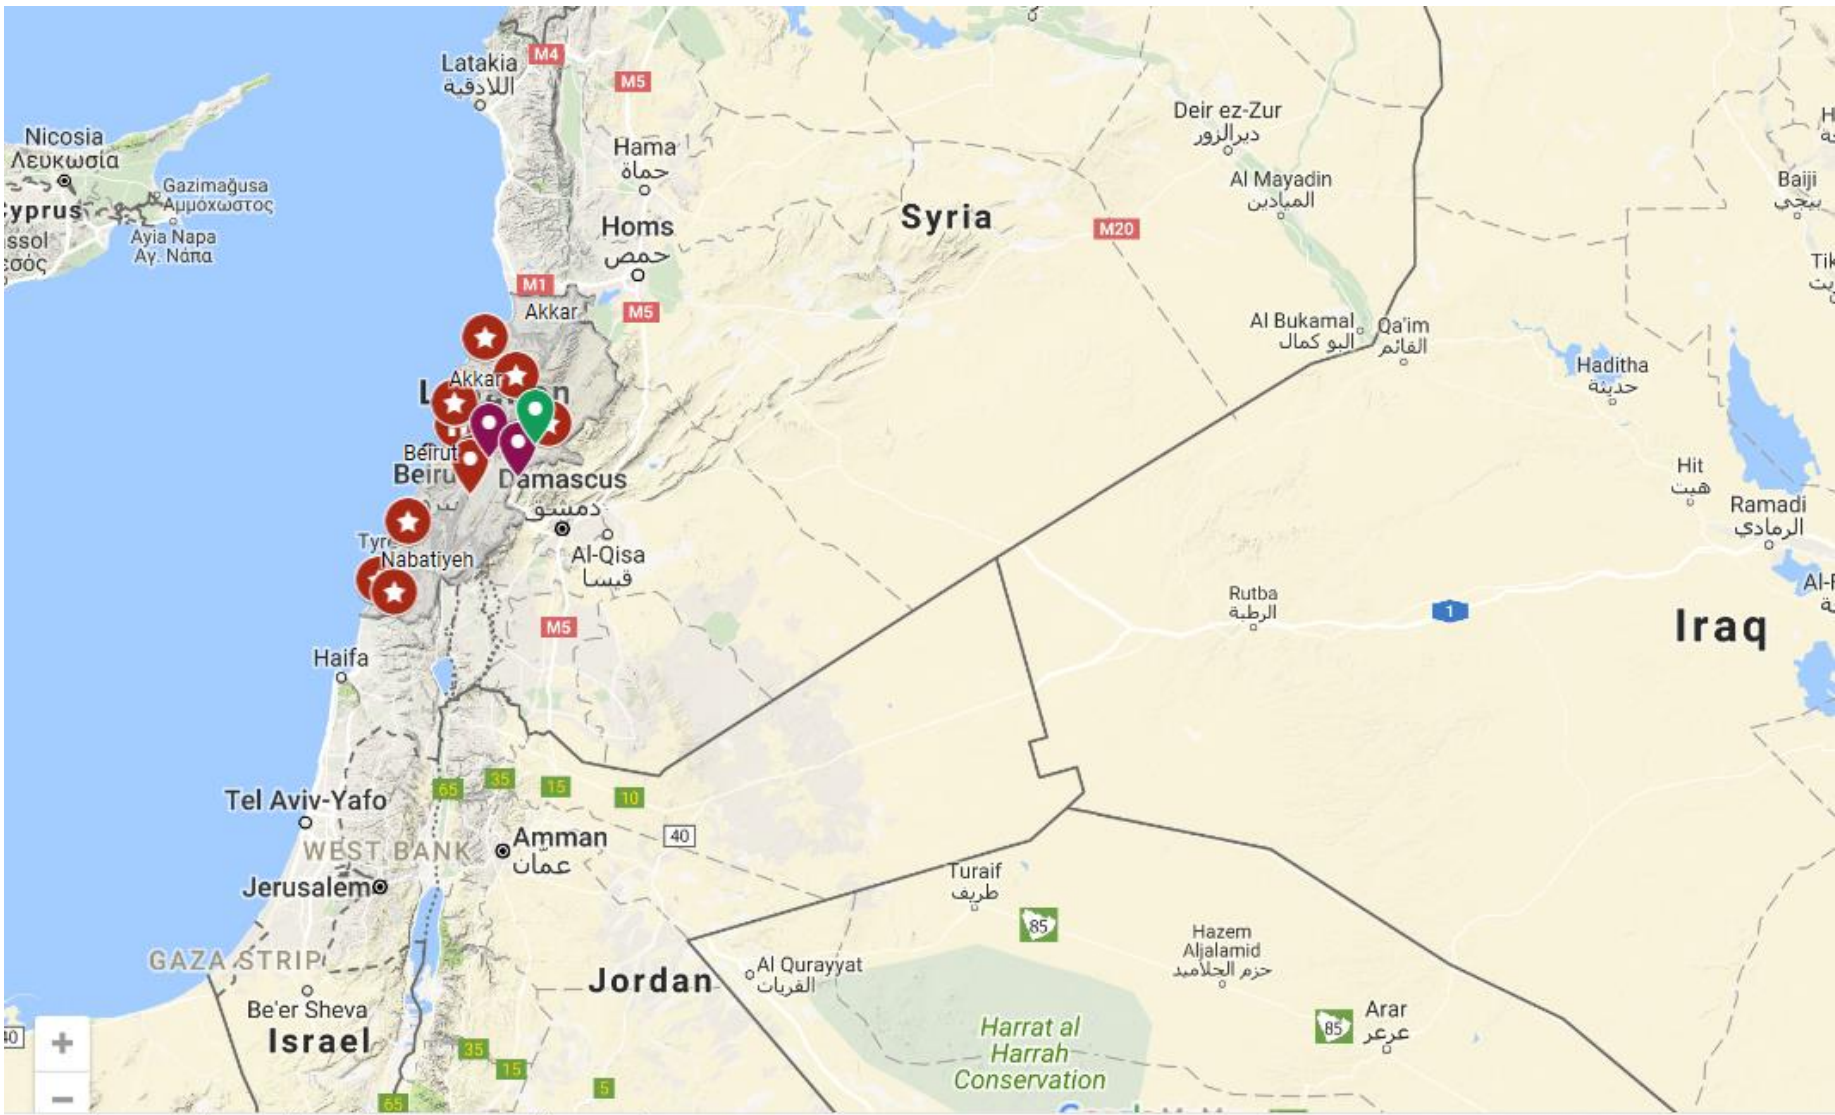 Latakia
اللاذقية
M4
M5
Nicosia
Λευκωσία
Gazimağusa
Αμμόχωστος
Ayia Napa
Αγ. Νάπα
Hama
حماة
Homs
حمص
M1
M5
Akkar
Syria
Deir ez-Zur
ديرالزور
Al Mayadin
الميادين
M20
Baiji
بيجي
Al Bukamal
البو كمال
Qa'im
القائم
Haditha
حديثة
Akkar
Beirut
Damascus
دمشق
Al-Qisa
قيسا
Nabatiyeh
M5
Hit
هيت
Ramadi
الرمادي
Rutba
الرطبة
1
Iraq
Haifa
65
35
15
10
Tel Aviv-Yafo
WEST BANK
Jerusalem
Amman
عمّان
40
GAZA STRIP
Be'er Sheva
Israel
Jordan
Turaif
طريف
85
Al Qurayyat
القريات
Hazem
Aljalamid
حزم الجلاميد
Harrat al
Harrah
Conservation
85
Arar
عرعر
35
15
5
65
+
−